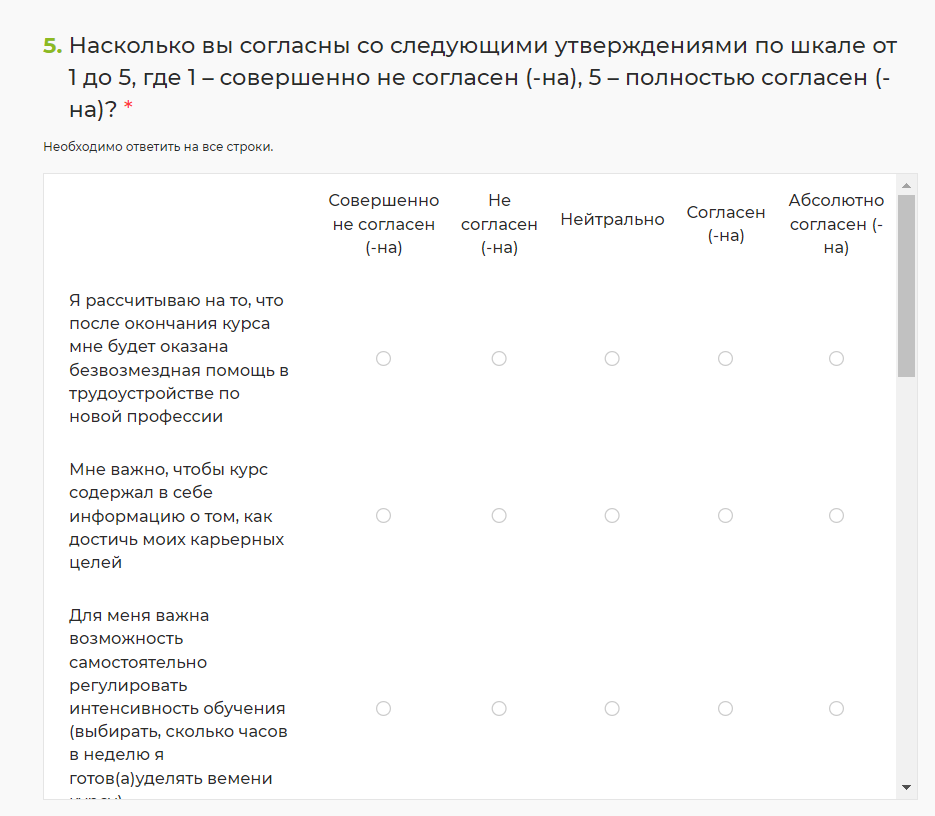 5. Насколько вы согласны со следующими утверждениями по шкале от
1 до 5, где 1 – совершенно не согласен (-на), 5 – полностью согласен (-
на)? *
Необходимо ответить на все строки.
Совершенно
не согласен
(-на)
Не
согласен
(-на)
Нейтрально
Согласен
(-на)
Абсолютно
согласен (-
на)
Я рассчитываю на то, что
после окончания курса
мне будет оказана
безвозмездная помощь в
трудоустройстве по
новой профессии
Мне важно, чтобы курс
содержал в себе
информацию о том, как
достичь моих карьерных
целей
Для меня важна
возможность
самостоятельно
регулировать
интенсивность обучения
(выбирать, сколько часов
в неделю я
готов(а)уделять вемени